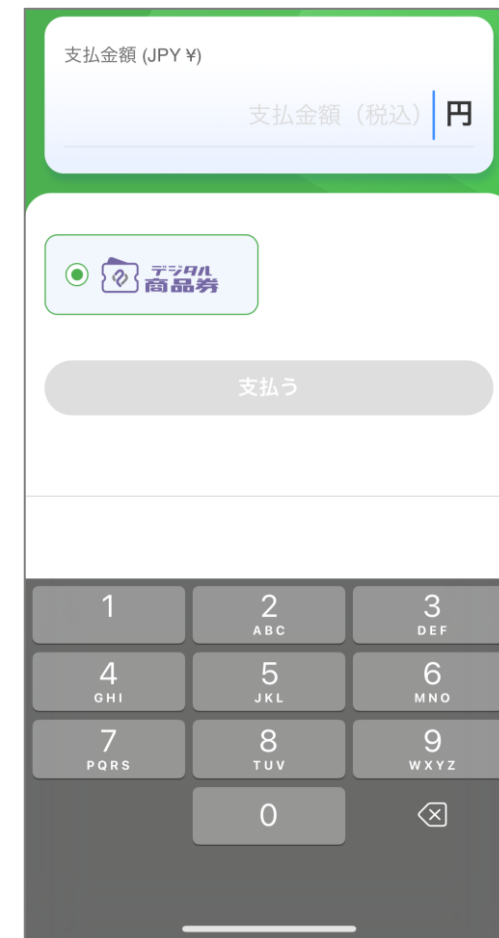 支払金額 (JPY ¥)
支払金額（税込） 円
デジタル
商品券
支払う
1 2 3
ABC DEF
4 5 6
GHI JKL MNO
7 8 9
PQRS TUV WXYZ
0